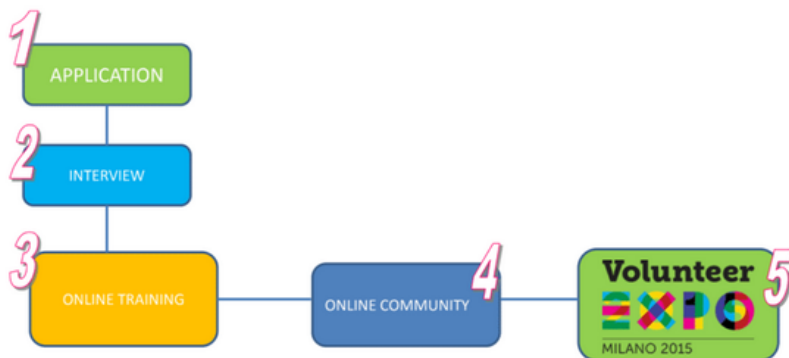 1
APPLICATION
2
INTERVIEW
3
ONLINE TRAINING
4
ONLINE COMMUNITY
5
Volunteer
EXPO
MILANO 2015